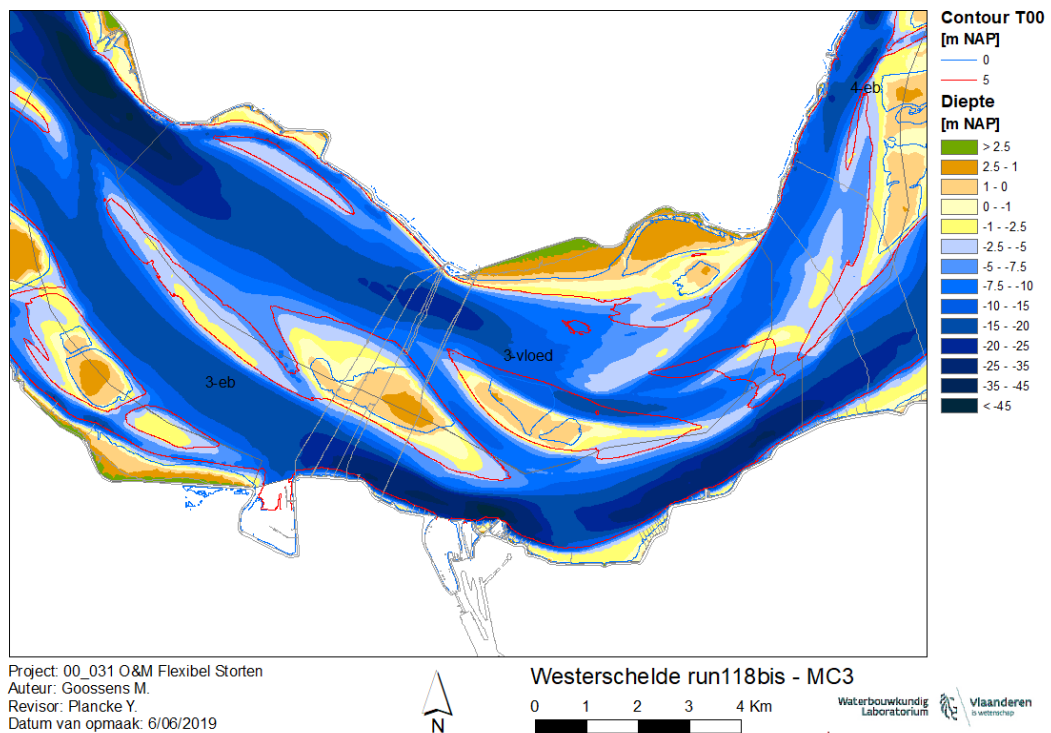 Contour T00
[m NAP]
0
5
Diepte
[m NAP]
> 2.5
2.5 - 1
1 - 0
0 - -1
-1 - -2.5
-2.5 - -5
-5 - -7.5
-7.5 - -10
-10 - -15
-15 - -20
-20 - -25
-25 - -35
-35 - -45
< -45
4-eb
3-vloed
3-eb
Project: 00_031 O&M Flexibel Storten
Auteur: Goossens M.
Revisor: Plancke Y.
Datum van opmaak: 6/06/2019
N
Westerschelde run118bis - MC3
0 1 2 3 4 Km
Waterbouwkundig
Laboratorium
Vlaanderen
is wetenschap